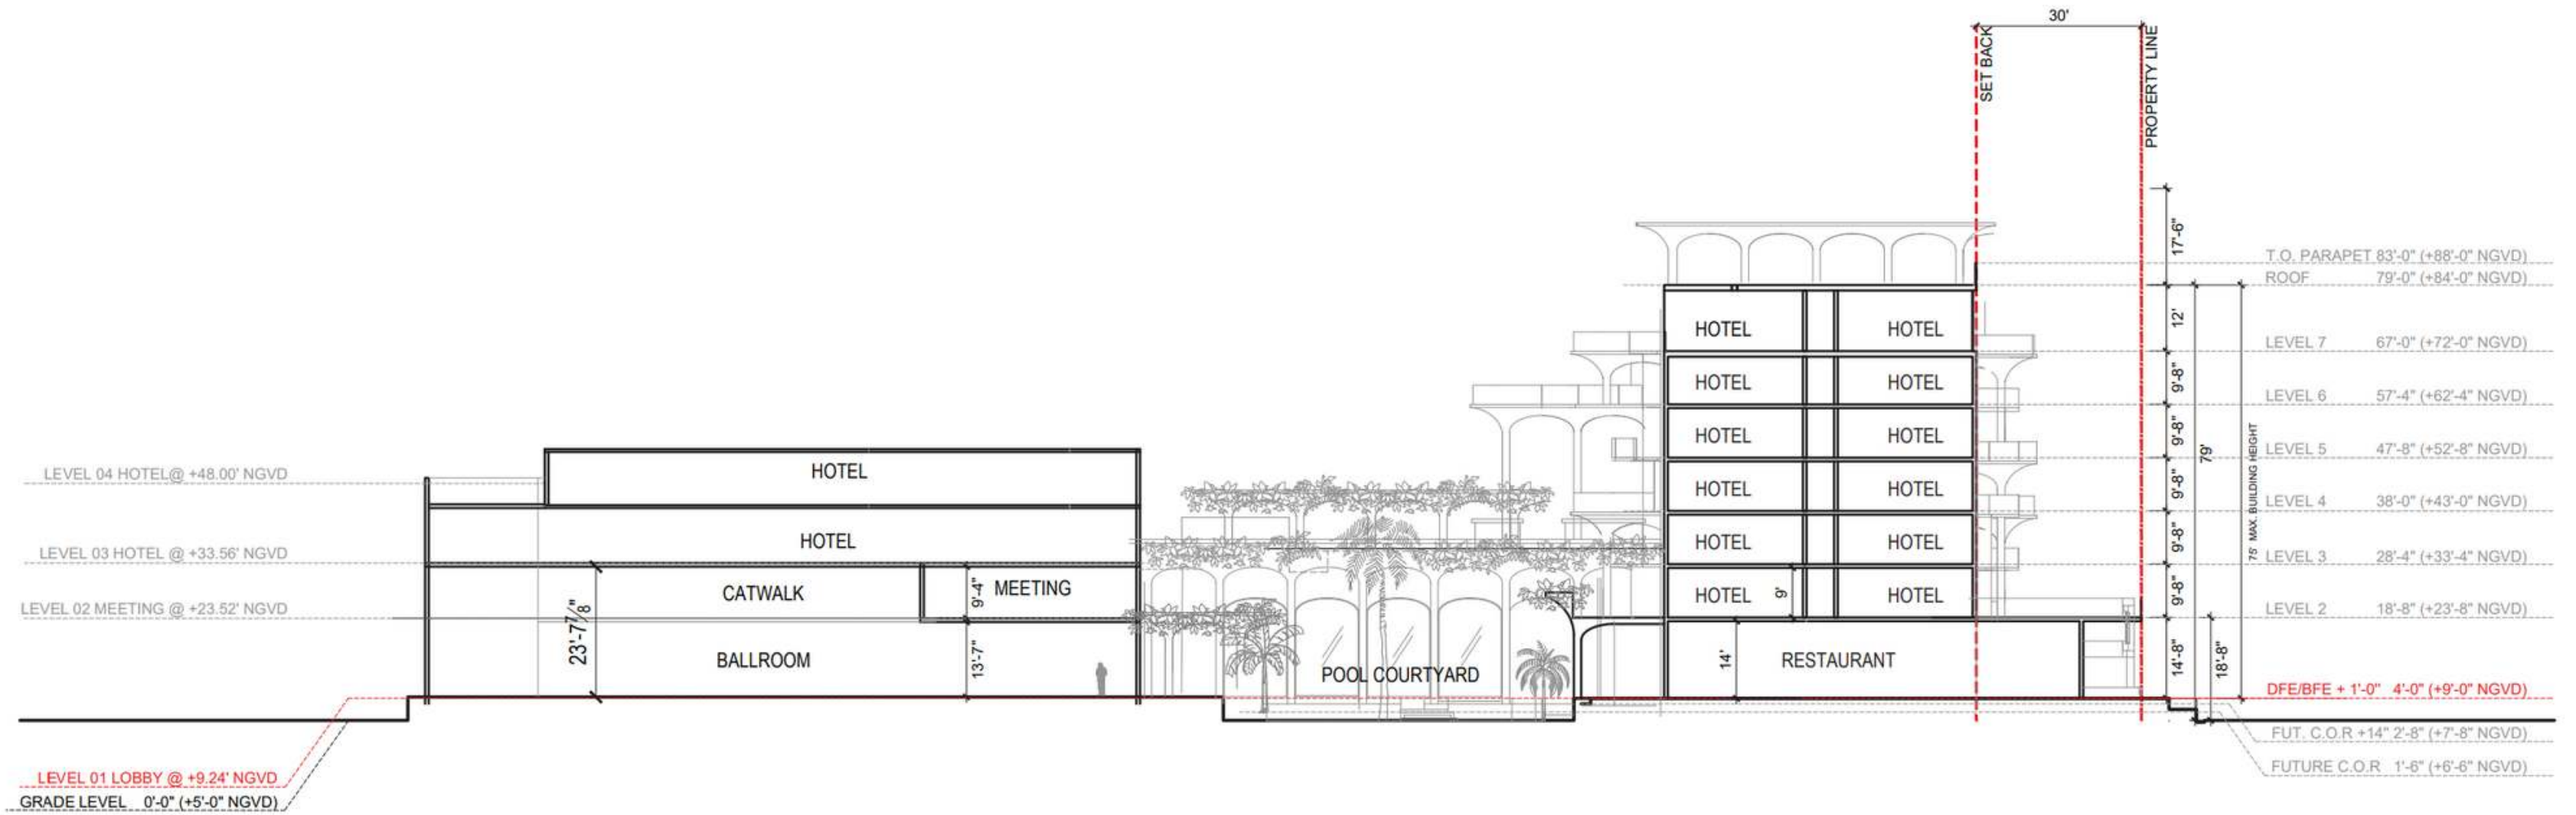 30'
SET BACK
PROPERTY LINE
17'-6"
T.O. PARAPET 83'-0" (+88'-0" NGVD)
ROOF 79'-0" (+84'-0" NGVD)
HOTEL HOTEL
12'
LEVEL 7 67'-0" (+72'-0" NGVD)
HOTEL HOTEL
9'-8"
LEVEL 6 57'-4" (+62'-4" NGVD)
HOTEL HOTEL
9'-8"
79'
75' MAX. BUILDING HEIGHT
LEVEL 5 47'-8" (+52'-8" NGVD)
LEVEL 04 HOTEL@ +48.00' NGVD
HOTEL
HOTEL HOTEL
9'-8"
LEVEL 4 38'-0" (+43'-0" NGVD)
LEVEL 03 HOTEL @ +33.56' NGVD
HOTEL
HOTEL HOTEL
9'-8"
LEVEL 3 28'-4" (+33'-4" NGVD)
LEVEL 02 MEETING @ +23.52' NGVD
23'-7 7/8"
CATWALK
9'-4"
MEETING
HOTEL 9' HOTEL
9'-8"
LEVEL 2 18'-8" (+23'-8" NGVD)
BALLROOM
13'-7"
POOL COURTYARD
14'
RESTAURANT
14'-8"
18'-8"
DFE/BFE + 1'-0" 4'-0" (+9'-0" NGVD)
FUT. C.O.R +14" 2'-8" (+7'-8" NGVD)
FUTURE C.O.R 1'-6" (+6'-6" NGVD)
LEVEL 01 LOBBY @ +9.24' NGVD
GRADE LEVEL 0'-0" (+5'-0" NGVD)